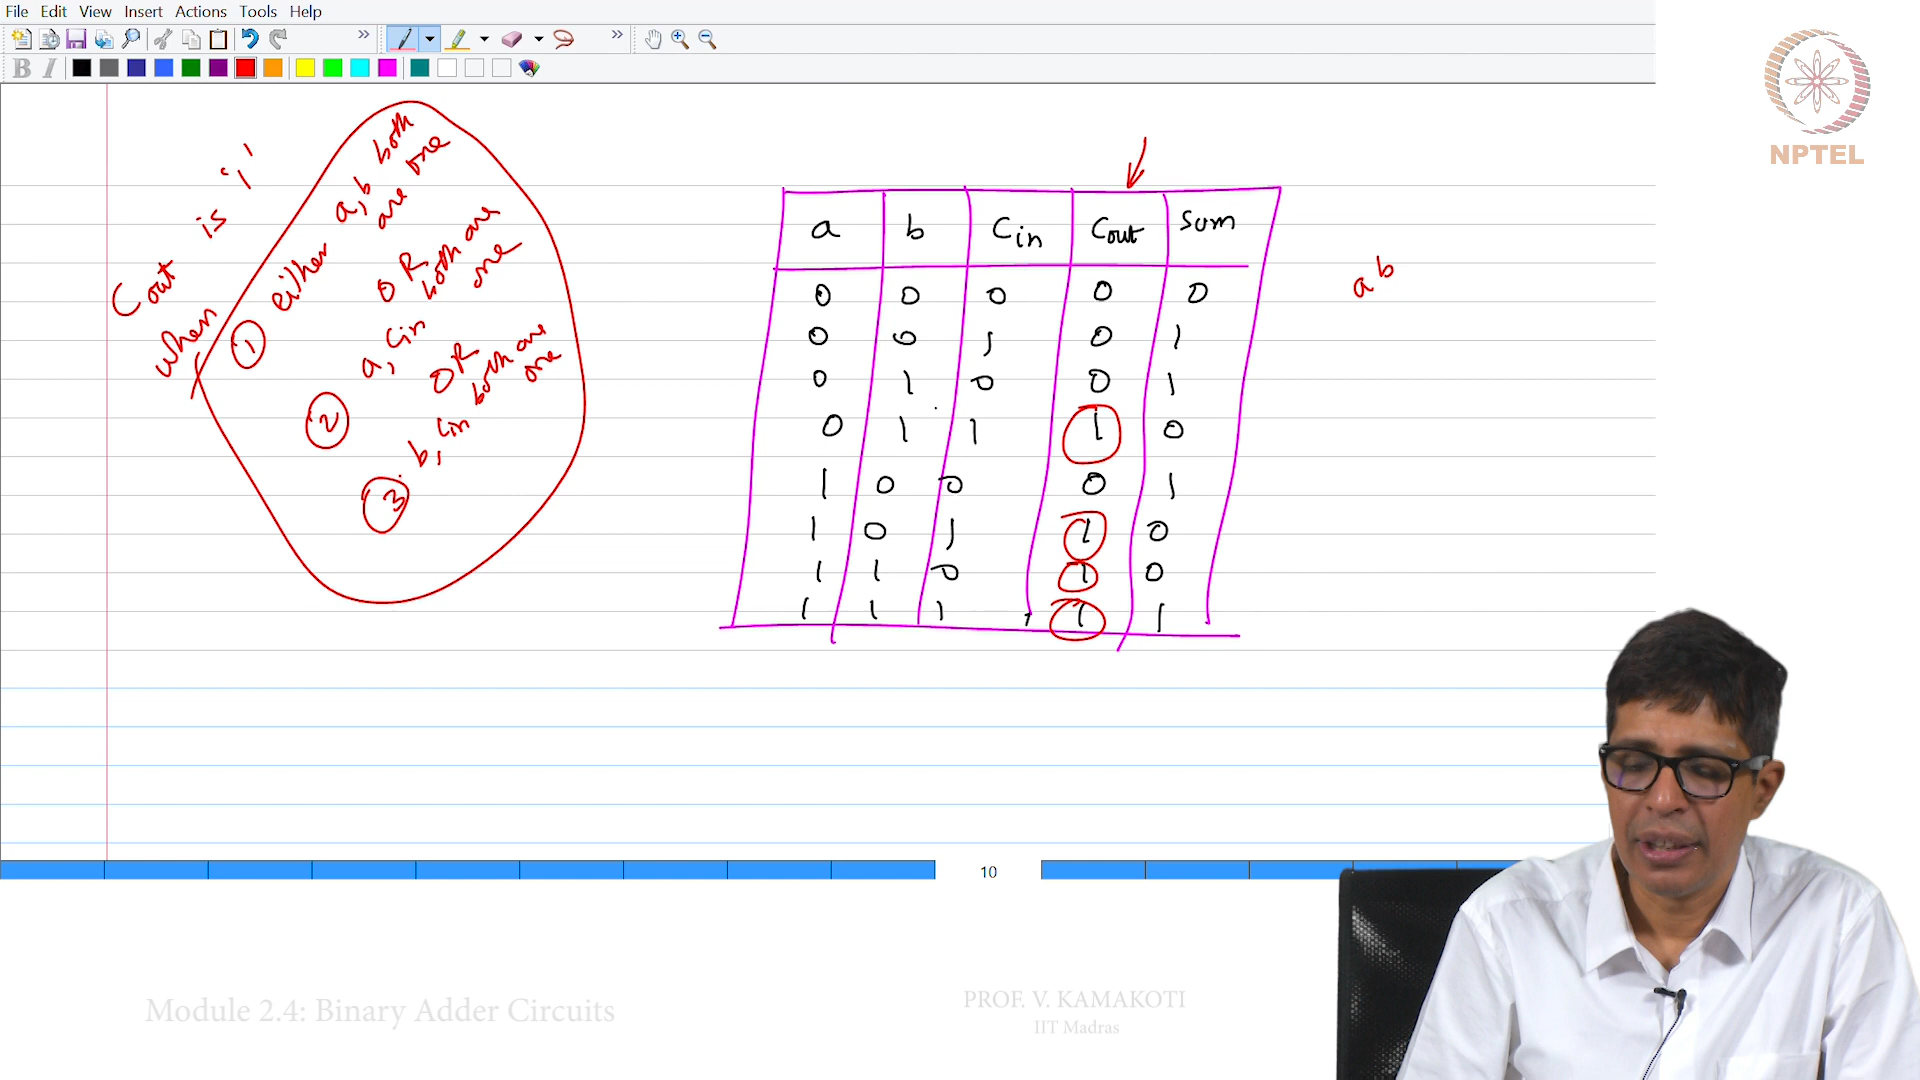 File Edit View Insert Actions Tools Help
B I
NPTEL
Cout is '1'
when
① either a, b both are one
OR
② a, Cin both are one
OR
③ b, Cin both are one
a b Cin Cout Sum
0 0 0 0 0
0 0 1 0 1
0 1 0 0 1
0 1 1 1 0
1 0 0 0 1
1 0 1 1 0
1 1 0 1 0
1 1 1 1 1
ab
10
Module 2.4: Binary Adder Circuits
PROF. V. KAMAKOTI
IIT Madras